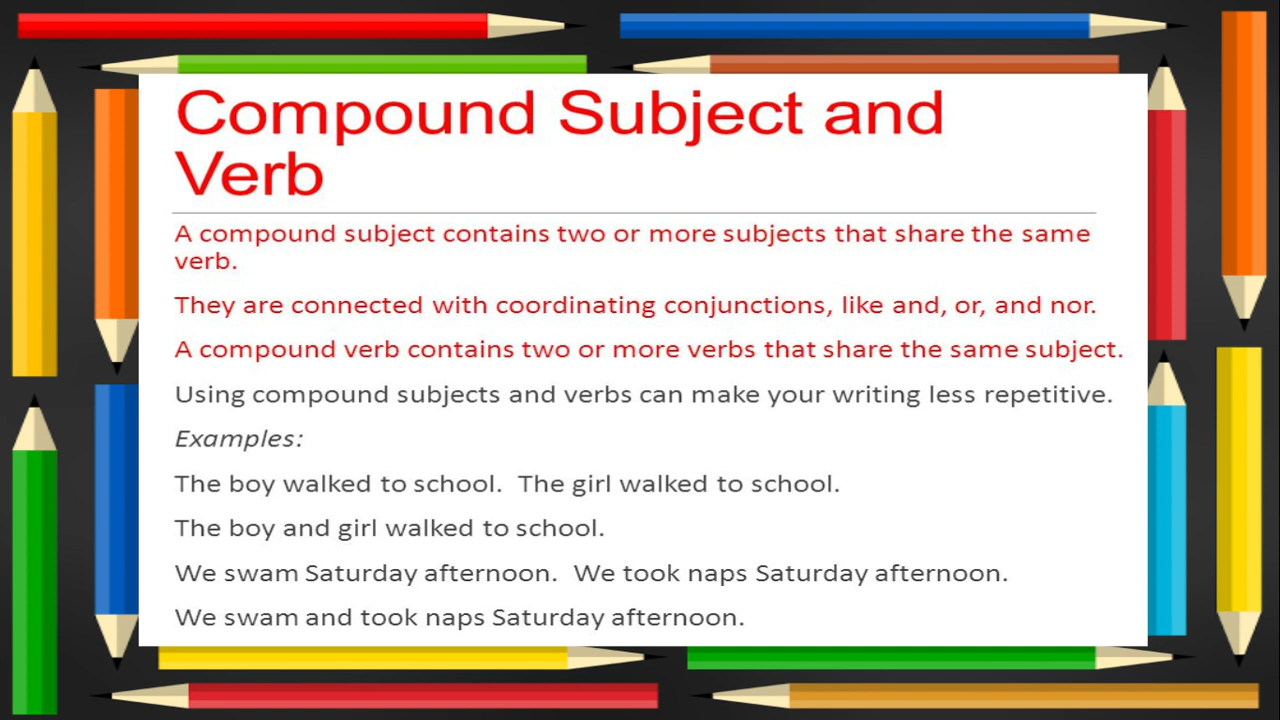 Compound Subject and
Verb
A compound subject contains two or more subjects that share the same
verb.
They are connected with coordinating conjunctions, like and, or, and nor.
A compound verb contains two or more verbs that share the same subject.
Using compound subjects and verbs can make your writing less repetitive.
Examples:
The boy walked to school.  The girl walked to school.
The boy and girl walked to school.
We swam Saturday afternoon.  We took naps Saturday afternoon.
We swam and took naps Saturday afternoon.